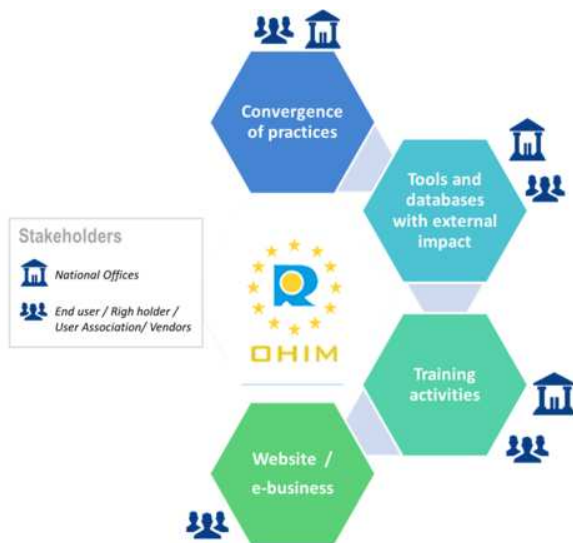 Convergence
of practices
Tools and
databases
with external
impact
Stakeholders
National Offices
End user / Righ holder /
User Association/ Vendors
OHIM
Training
activities
Website /
e-business